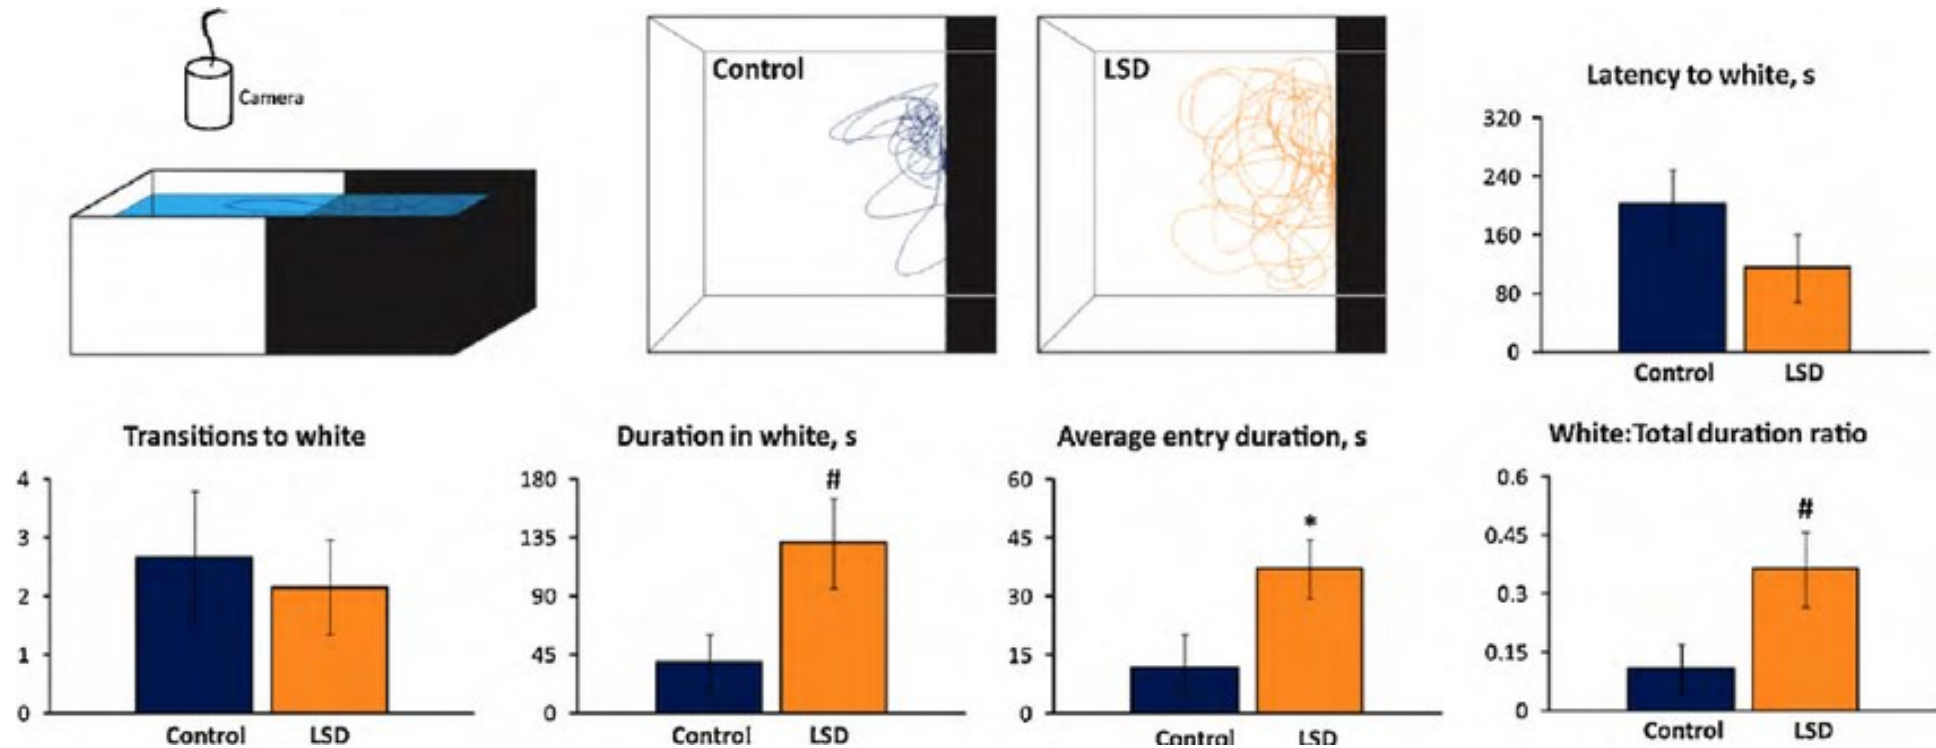 Camera
Control
LSD
Latency to white, s
320
240
160
80
0
Control LSD
Transitions to white
4
3
2
1
0
Control LSD
Duration in white, s
180
135
90
45
0
#
Control LSD
Average entry duration, s
60
45
30
15
0
*
Control LSD
White:Total duration ratio
0.6
0.45
0.3
0.15
0
#
Control LSD